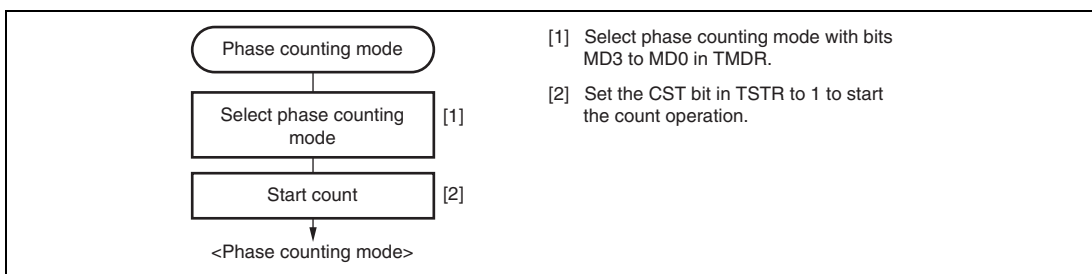 Phase counting mode
Select phase counting
mode
[1]
Start count
[2]
<Phase counting mode>
[1] Select phase counting mode with bits
MD3 to MD0 in TMDR.
[2] Set the CST bit in TSTR to 1 to start
the count operation.